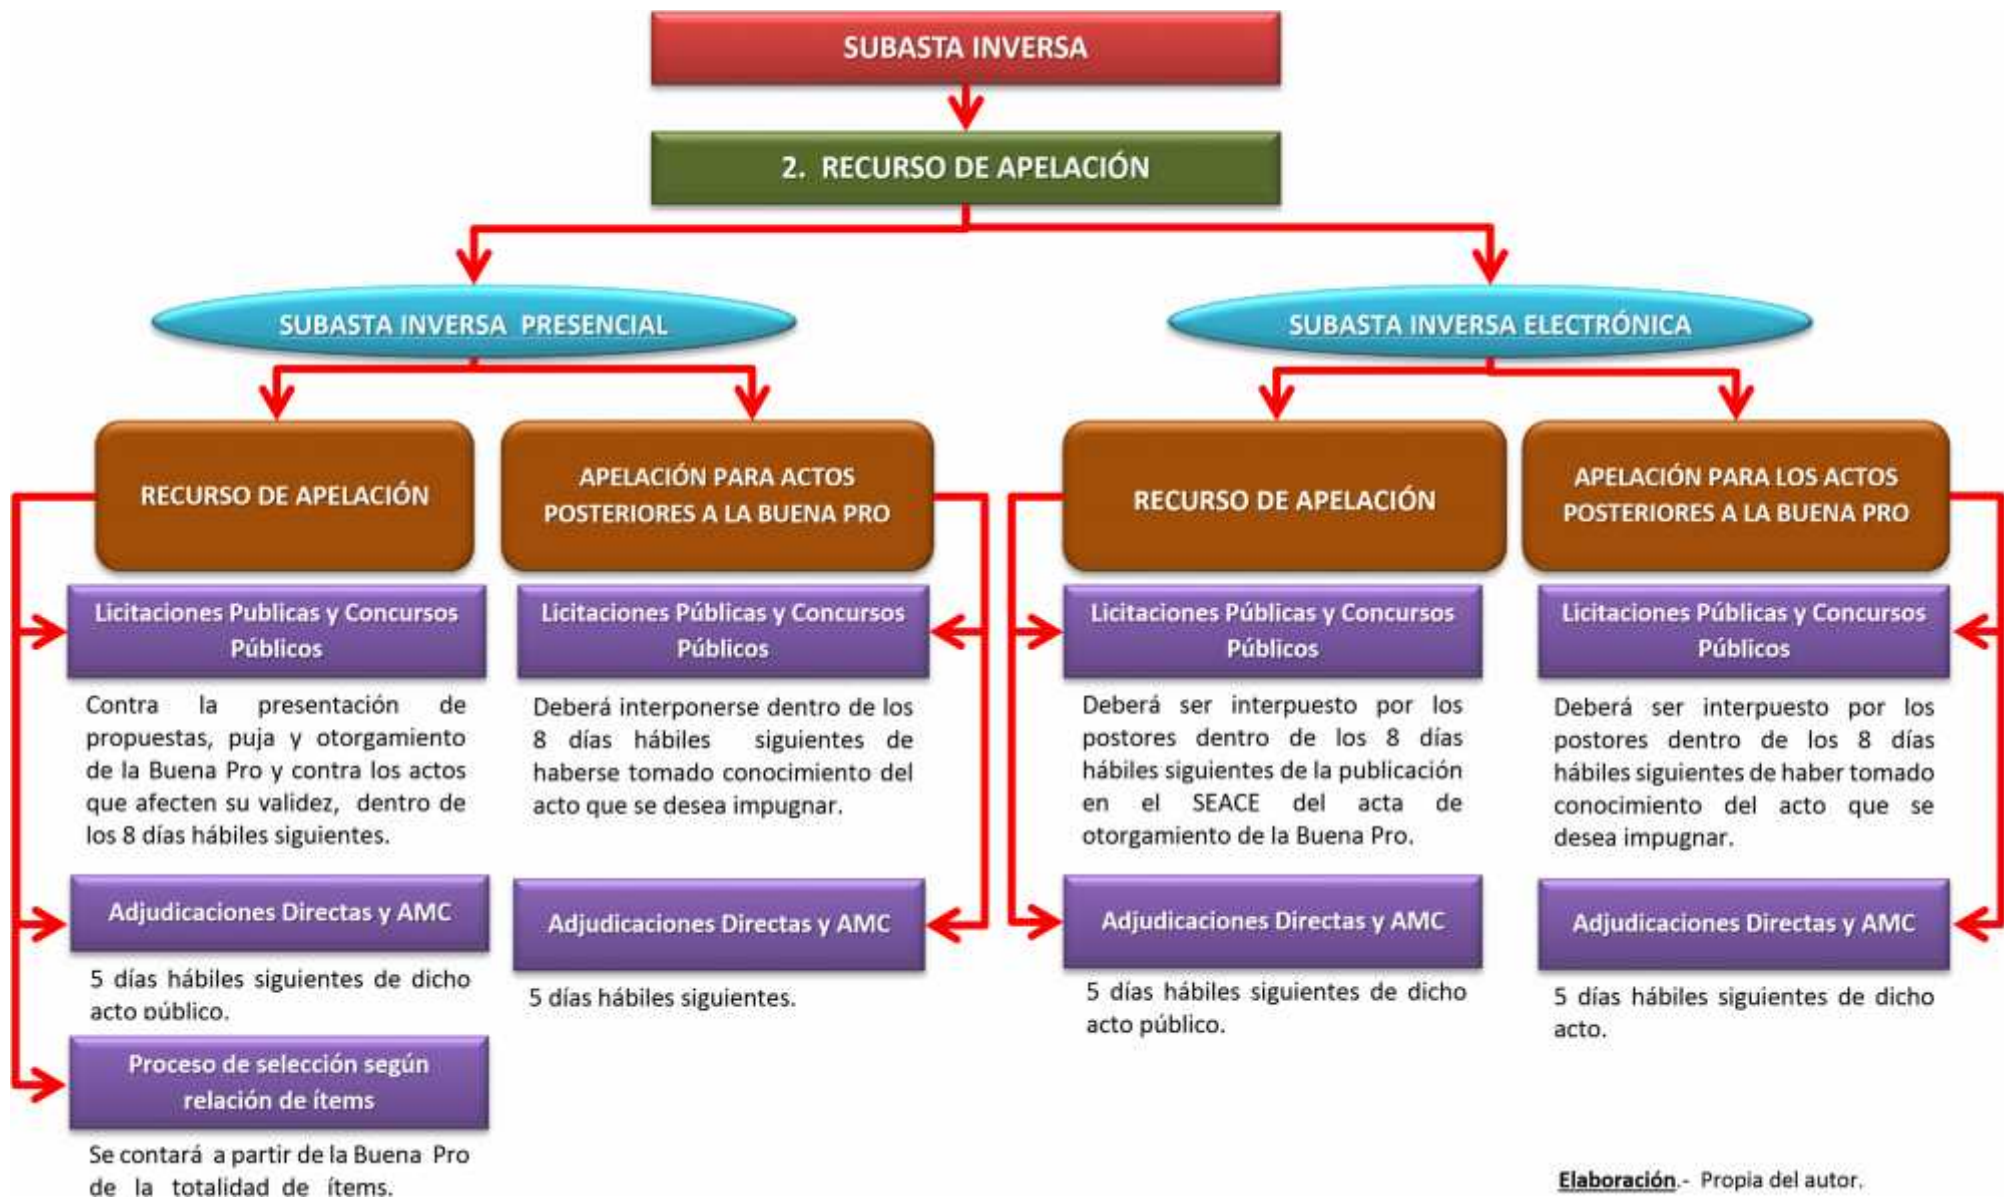 SUBASTA INVERSA
2. RECURSO DE APELACIÓN
SUBASTA INVERSA PRESENCIAL
RECURSO DE APELACIÓN
Licitaciones Publicas y Concursos
Públicos
Contra la presentación de
propuestas, puja y otorgamiento
de la Buena Pro y contra los actos
que afecten su validez, dentro de
los 8 días hábiles siguientes.
Adjudicaciones Directas y AMC
5 días hábiles siguientes de dicho
acto público.
Proceso de selección según
relación de ítems
Se contará a partir de la Buena Pro
de la totalidad de ítems.
APELACIÓN PARA ACTOS
POSTERIORES A LA BUENA PRO
Licitaciones Públicas y Concursos
Públicos
Deberá interponerse dentro de los
8 días hábiles siguientes de
haberse tomado conocimiento del
acto que se desea impugnar.
Adjudicaciones Directas y AMC
5 días hábiles siguientes.
SUBASTA INVERSA ELECTRÓNICA
RECURSO DE APELACIÓN
Licitaciones Públicas y Concursos
Públicos
Deberá ser interpuesto por los
postores dentro de los 8 días
hábiles siguientes de la publicación
en el SEACE del acta de
otorgamiento de la Buena Pro.
Adjudicaciones Directas y AMC
5 días hábiles siguientes de dicho
acto público.
APELACIÓN PARA LOS ACTOS
POSTERIORES A LA BUENA PRO
Licitaciones Públicas y Concursos
Públicos
Deberá ser interpuesto por los
postores dentro de los 8 días
hábiles siguientes de haber tomado
conocimiento del acto que se
desea impugnar.
Adjudicaciones Directas y AMC
5 días hábiles siguientes de dicho
acto.
Elaboración.- Propia del autor.